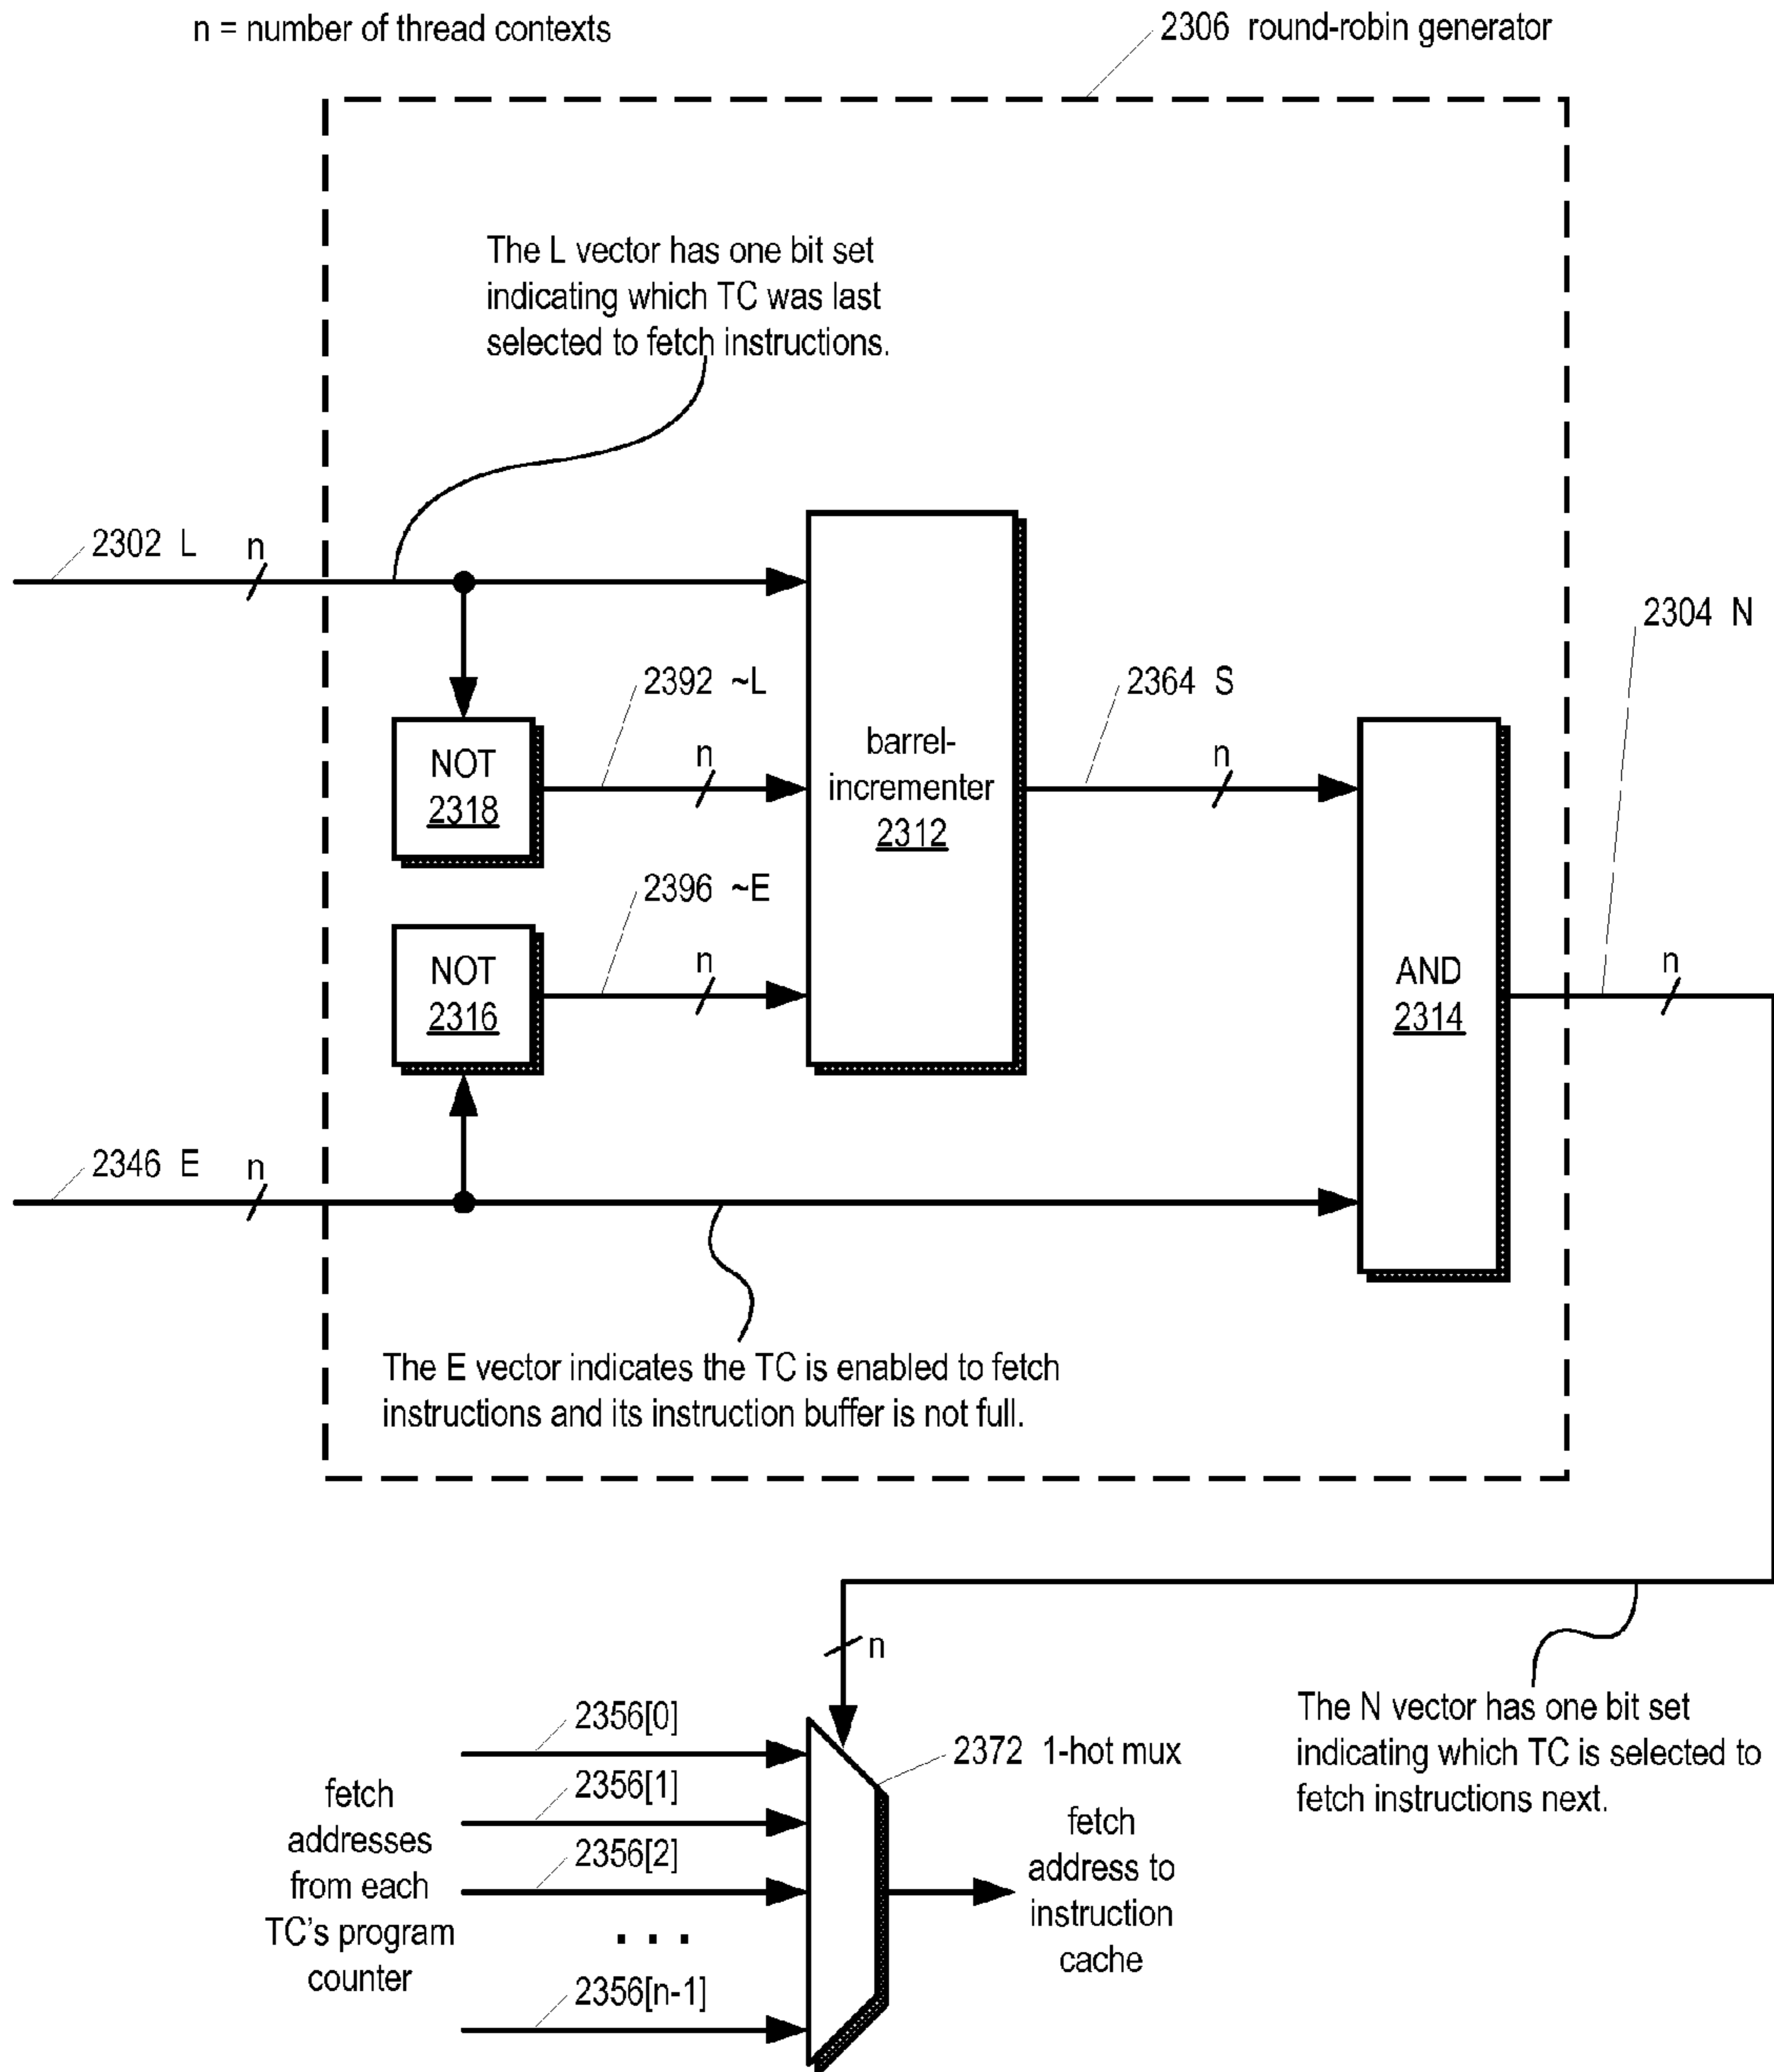 n = number of thread contexts
2306 round-robin generator
The L vector has one bit set
indicating which TC was last
selected to fetch instructions.
2302 L
n
2304 N
2392 ~L
2364 S
NOT
2318
n
barrel-
incrementer
2312
n
2396 ~E
NOT
2316
n
AND
2314
n
2346 E
n
The E vector indicates the TC is enabled to fetch
instructions and its instruction buffer is not full.
n
The N vector has one bit set
indicating which TC is selected to
fetch instructions next.
2356[0]
2372 1-hot mux
2356[1]
2356[2]
. . .
2356[n-1]
fetch
addresses
from each
TC's program
counter
fetch
address to
instruction
cache